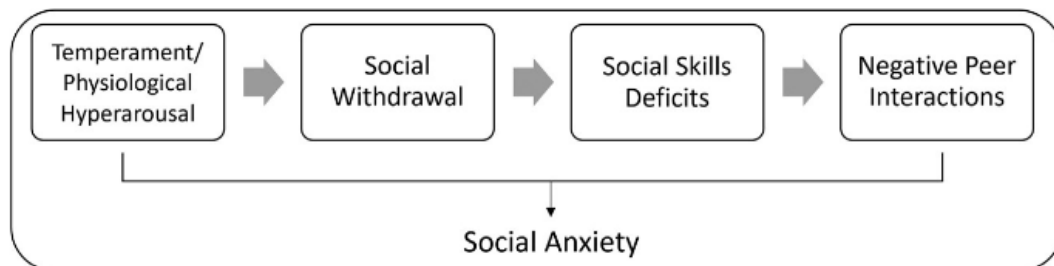 Temperament/
Physiological
Hyperarousal
Social
Withdrawal
Social Skills
Deficits
Negative Peer
Interactions
Social Anxiety